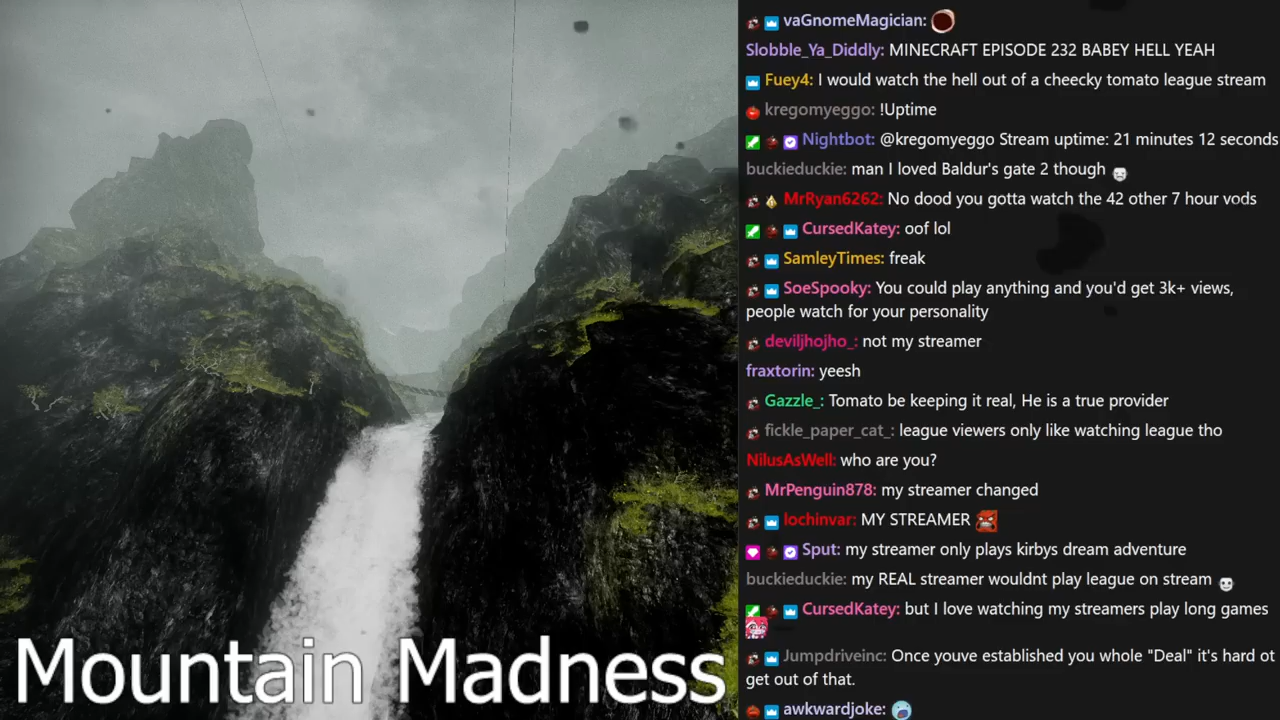 vaGnomeMagician:
Slobble_Ya_Diddly: MINECRAFT EPISODE 232 BABEY HELL YEAH
Fuey4: I would watch the hell out of a cheecky tomato league stream
kregomyeggo: !Uptime
Nightbot: @kregomyeggo Stream uptime: 21 minutes 12 seconds
buckieduckie: man I loved Baldur's gate 2 though
MrRyan6262: No dood you gotta watch the 42 other 7 hour vods
CursedKatey: oof lol
SamleyTimes: freak
SoeSpooky: You could play anything and you'd get 3k+ views,
people watch for your personality
deviljhojho_: not my streamer
fraxtorin: yeesh
Gazzle_: Tomato be keeping it real, He is a true provider
fickle_paper_cat_: league viewers only like watching league tho
NilusAsWell: who are you?
MrPenguin878: my streamer changed
lochinvar: MY STREAMER
Sput: my streamer only plays kirbys dream adventure
buckieduckie: my REAL streamer wouldnt play league on stream
CursedKatey: but I love watching my streamers play long games
Jumpdriveinc: Once youve established you whole "Deal" it's hard ot
get out of that.
awkwardjoke:
Mountain Madness